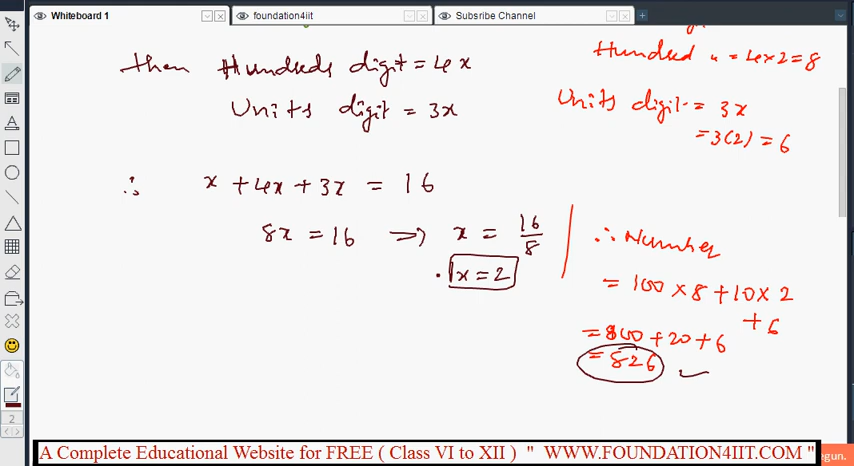 Whiteboard 1
foundation4iit
Subsribe Channel
then Hundreds digit = 4x
Units digit = 3x
∴ x + 4x + 3x = 16
8x = 16 ⟹ x = 16/8
x = 2
Hundred " = 4 x 2 = 8
Units digit = 3x
= 3(2) = 6
∴ Number
= 100 x 8 + 10 x 2
+ 6
= 800 + 20 + 6
= 826
2
A Complete Educational Website for FREE ( Class VI to XII ) " WWW.FOUNDATION4IIT.COM "
egun.